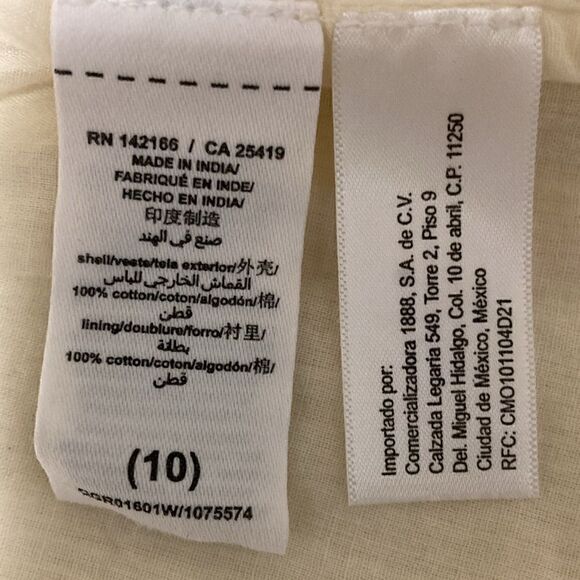 RN 142166 / CA 25419
MADE IN INDIA/
FABRIQUÉ EN INDE/
HECHO EN INDIA/
印度制造
صنع في الهند
shell/veste/tela exterior/外壳/
القماش الخارجي للباس
100% cotton/coton/algodón/棉/
قطن
lining/doublure/forro/衬里/
بطانة
100% cotton/coton/algodón/棉/
قطن
(10)
GGR01601W/1075574
Importado por:
Comercializadora 1888, S.A. de C.V.
Calzada Legaria 549, Torre 2, Piso 9
Del. Miguel Hidalgo, Col. 10 de abril, C.P. 11250
Ciudad de México, México
RFC: CMO101104D21